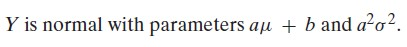 Y is normal with parameters aμ + b and a²σ².